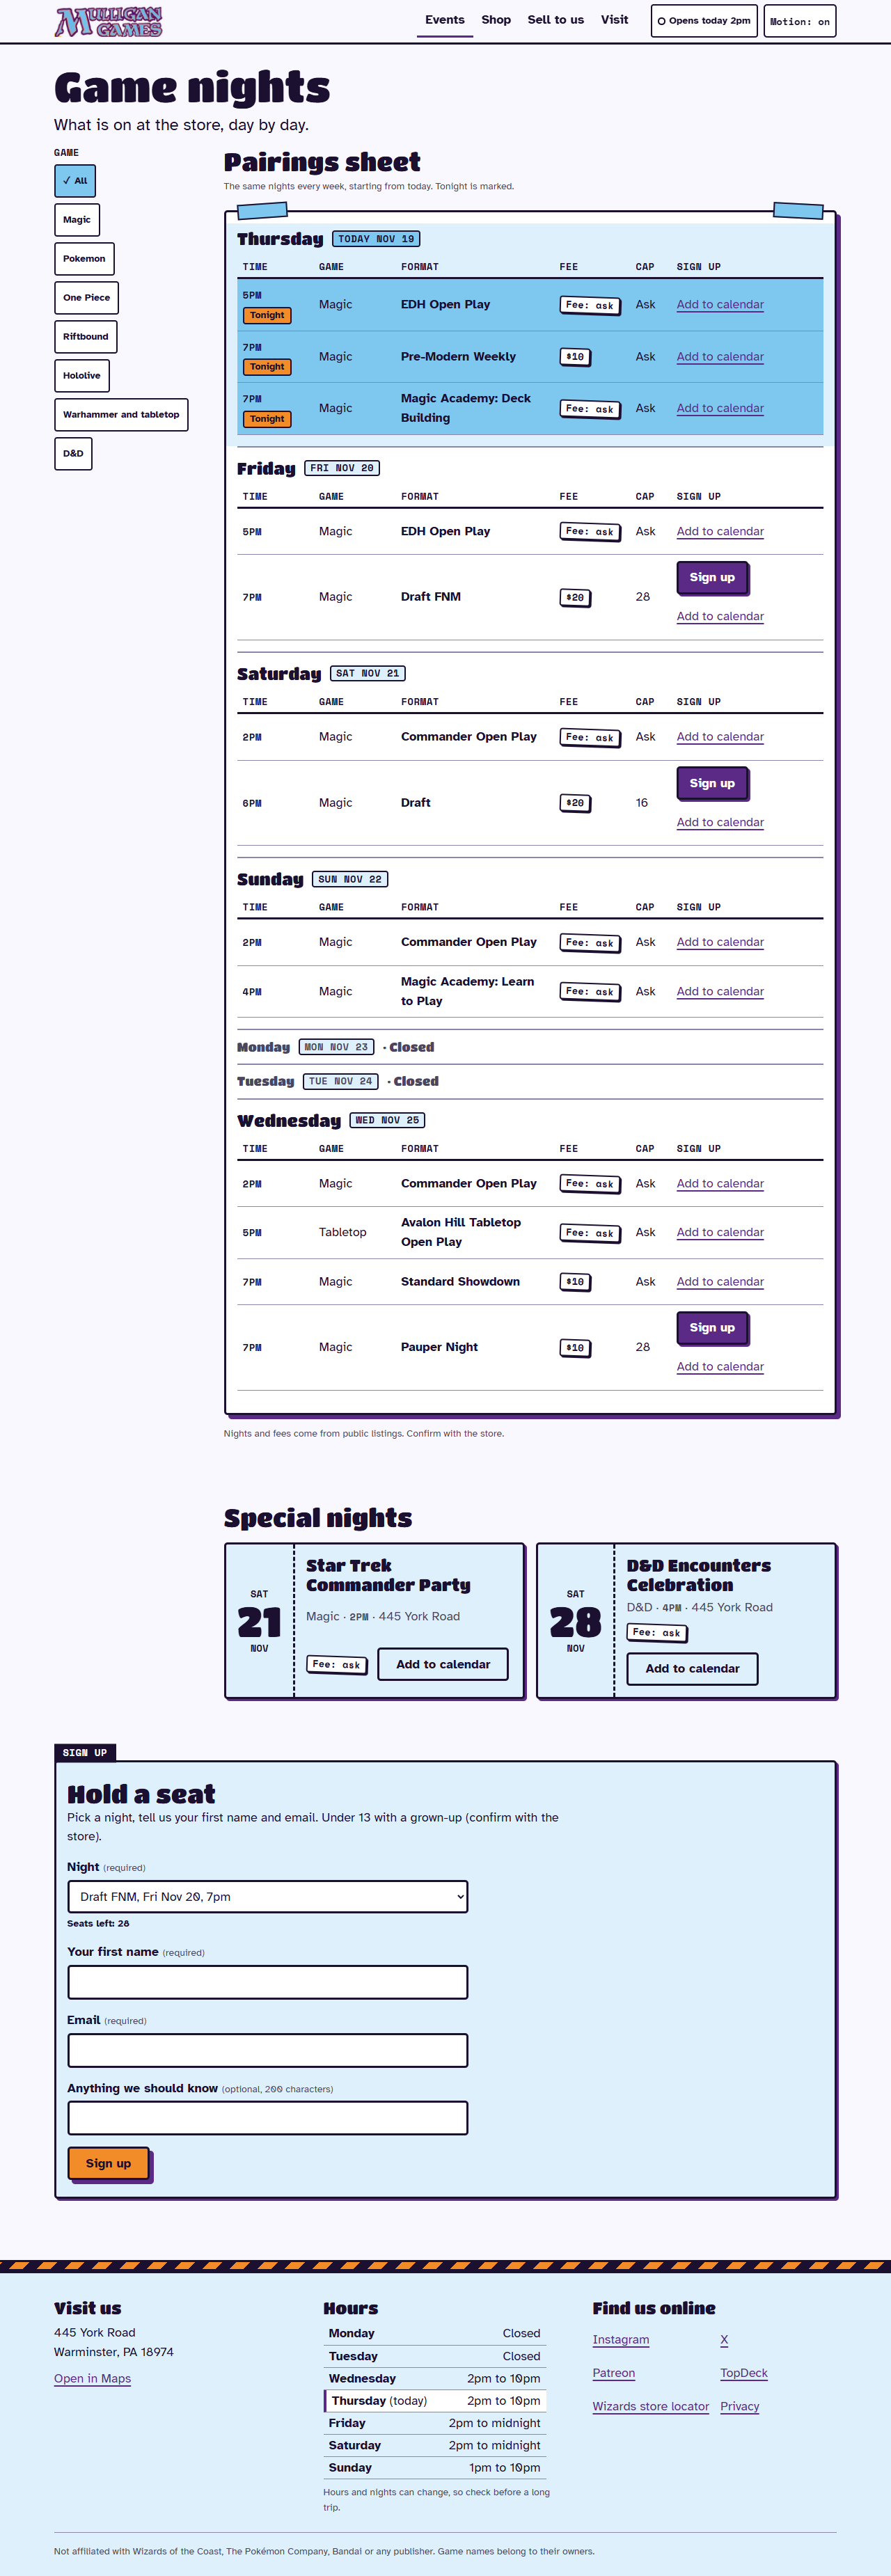 MULLIGAN
GAMES
Events Shop Sell to us Visit
Opens today 2pm
Motion: on
Game nights
What is on at the store, day by day.
GAME
✓ All
Magic
Pokemon
One Piece
Riftbound
Hololive
Warhammer and tabletop
D&D
Pairings sheet
The same nights every week, starting from today. Tonight is marked.
Thursday TODAY NOV 19
TIME GAME FORMAT FEE CAP SIGN UP
5PM
Tonight
Magic EDH Open Play Fee: ask Ask Add to calendar
7PM
Tonight
Magic Pre-Modern Weekly $10 Ask Add to calendar
7PM
Tonight
Magic
Magic Academy: Deck
Building
Fee: ask Ask Add to calendar
Friday FRI NOV 20
TIME GAME FORMAT FEE CAP SIGN UP
5PM Magic EDH Open Play Fee: ask Ask Add to calendar
7PM Magic Draft FNM $20 28
Sign up
Add to calendar
Saturday SAT NOV 21
TIME GAME FORMAT FEE CAP SIGN UP
2PM Magic Commander Open Play Fee: ask Ask Add to calendar
6PM Magic Draft $20 16
Sign up
Add to calendar
Sunday SUN NOV 22
TIME GAME FORMAT FEE CAP SIGN UP
2PM Magic Commander Open Play Fee: ask Ask Add to calendar
4PM Magic
Magic Academy: Learn
to Play
Fee: ask Ask Add to calendar
Monday MON NOV 23 · Closed
Tuesday TUE NOV 24 · Closed
Wednesday WED NOV 25
TIME GAME FORMAT FEE CAP SIGN UP
2PM Magic Commander Open Play Fee: ask Ask Add to calendar
5PM Tabletop
Avalon Hill Tabletop
Open Play
Fee: ask Ask Add to calendar
7PM Magic Standard Showdown $10 Ask Add to calendar
7PM Magic Pauper Night $10 28
Sign up
Add to calendar
Nights and fees come from public listings. Confirm with the store.
Special nights
SAT
21
NOV
Star Trek
Commander Party
Magic · 2PM · 445 York Road
Fee: ask
Add to calendar
SAT
28
NOV
D&D Encounters
Celebration
D&D · 4PM · 445 York Road
Fee: ask
Add to calendar
SIGN UP
Hold a seat
Pick a night, tell us your first name and email. Under 13 with a grown-up (confirm with the
store).
Night (required)
Draft FNM, Fri Nov 20, 7pm
Seats left: 28
Your first name (required)
Email (required)
Anything we should know (optional, 200 characters)
Sign up
Visit us
445 York Road
Warminster, PA 18974
Open in Maps
Hours
Monday Closed
Tuesday Closed
Wednesday 2pm to 10pm
Thursday (today) 2pm to 10pm
Friday 2pm to midnight
Saturday 2pm to midnight
Sunday 1pm to 10pm
Hours and nights can change, so check before a long
trip.
Find us online
Instagram X
Patreon TopDeck
Wizards store locator Privacy
Not affiliated with Wizards of the Coast, The Pokémon Company, Bandai or any publisher. Game names belong to their owners.